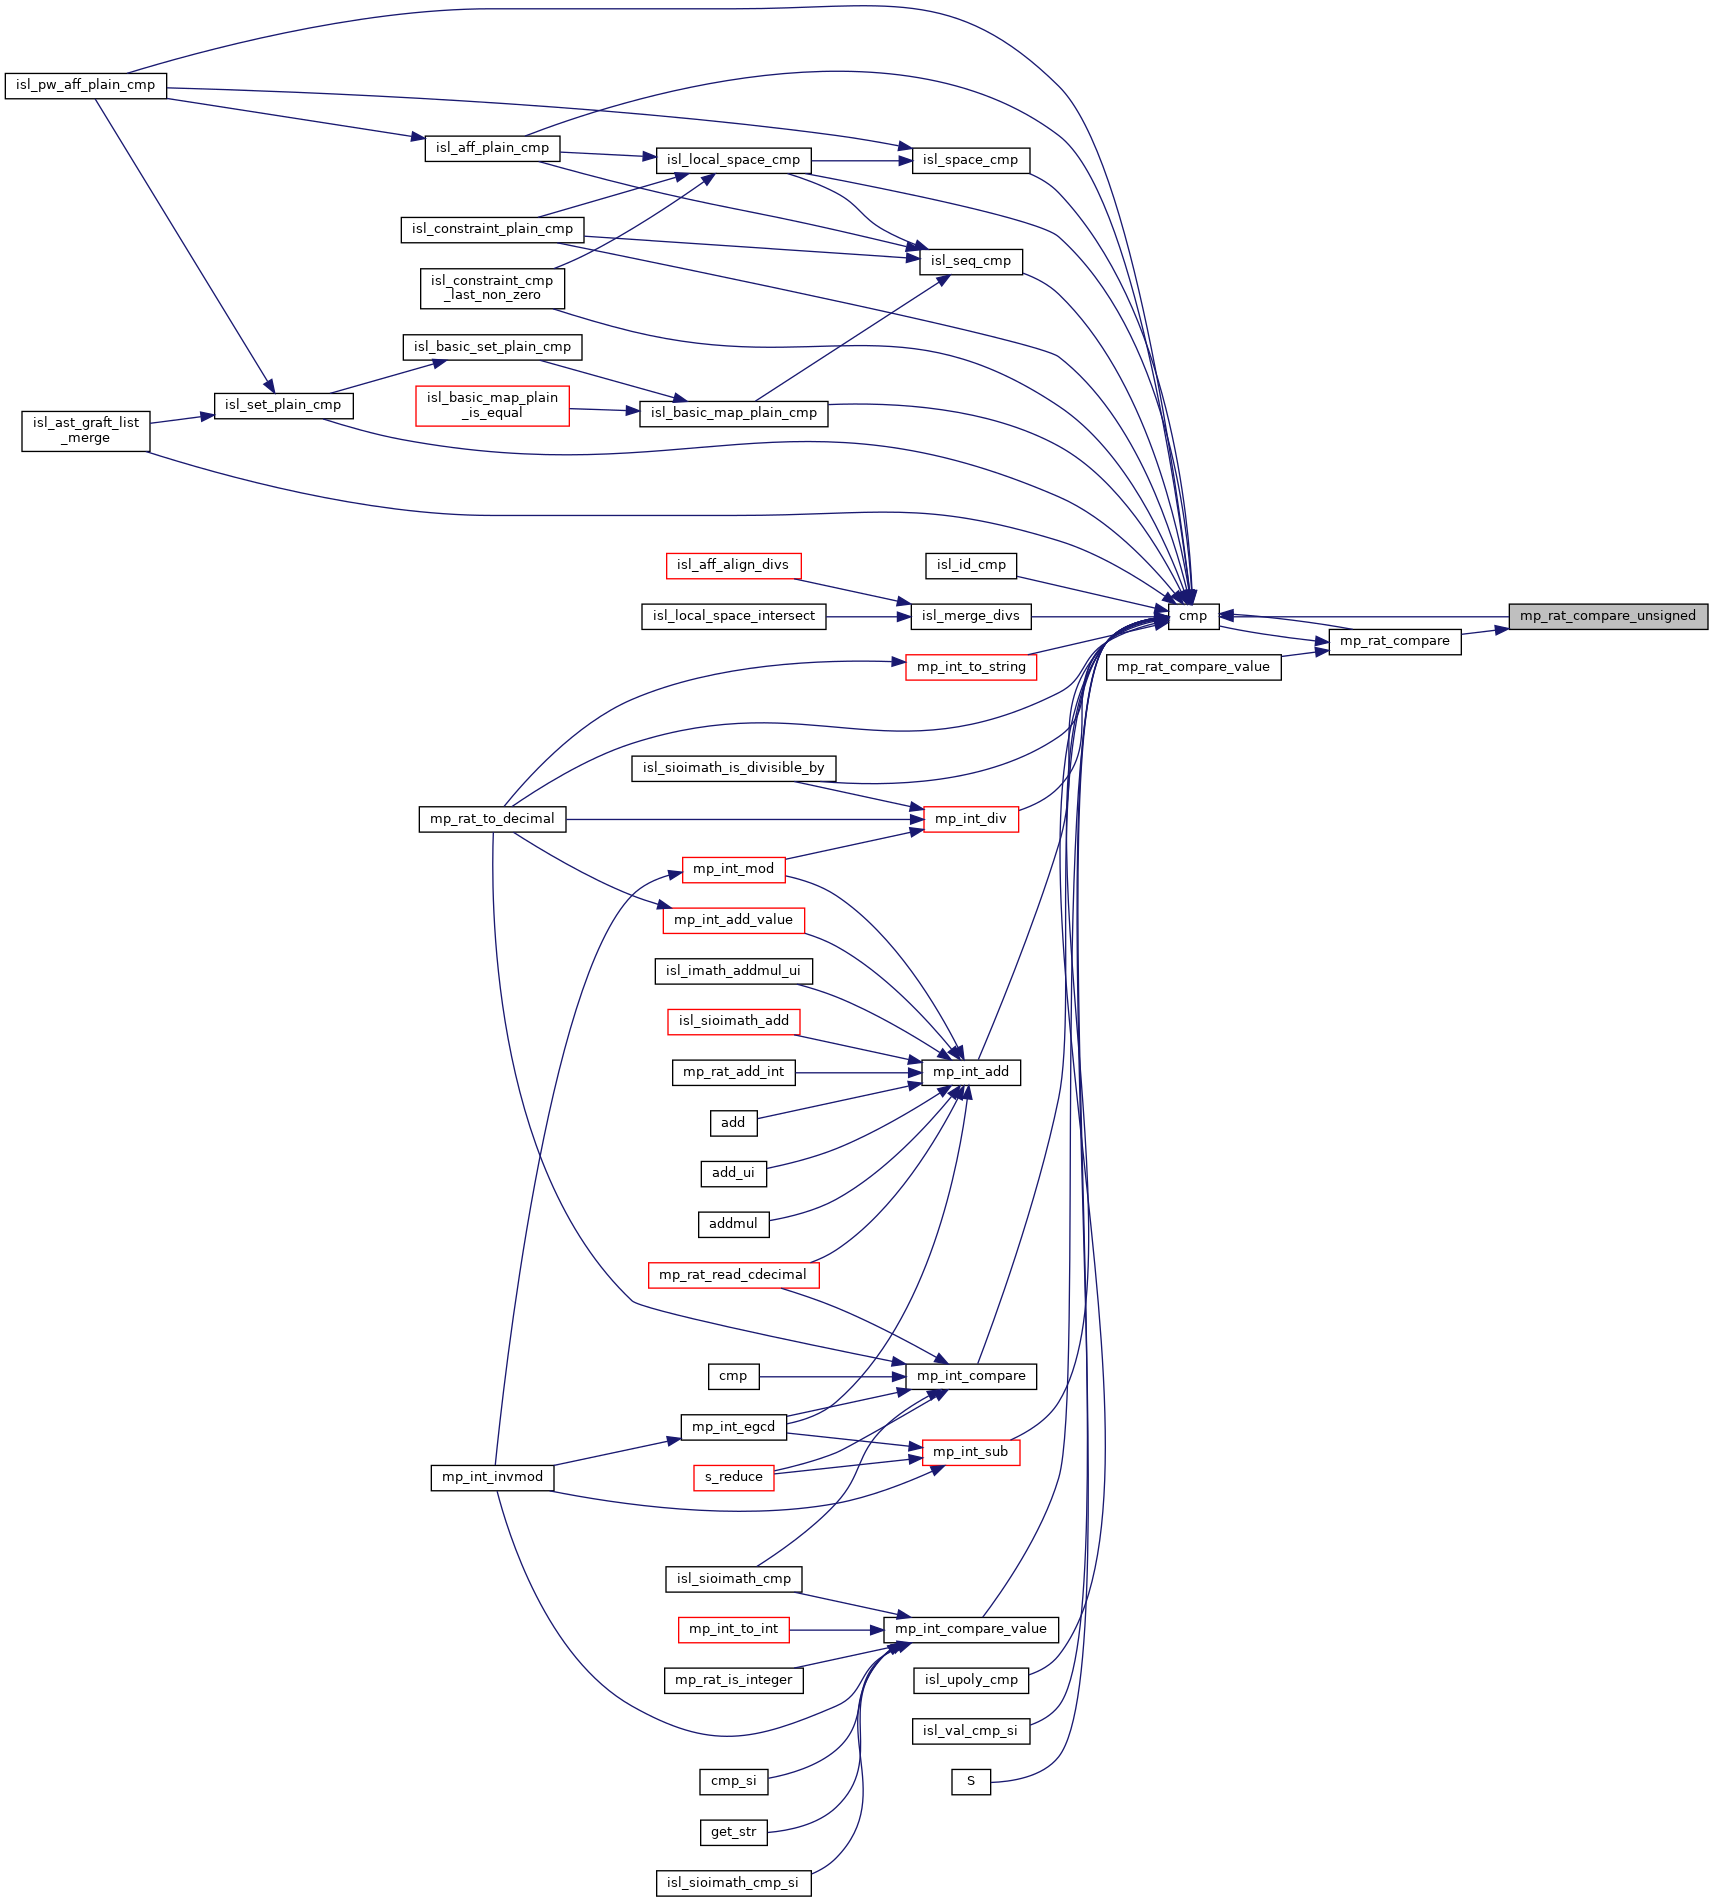 isl_pw_aff_plain_cmp
isl_aff_plain_cmp
isl_local_space_cmp
isl_space_cmp
isl_constraint_plain_cmp
isl_seq_cmp
isl_constraint_cmp
_last_non_zero
isl_basic_set_plain_cmp
isl_basic_map_plain
_is_equal
isl_set_plain_cmp
isl_basic_map_plain_cmp
isl_ast_graft_list
_merge
isl_aff_align_divs
isl_id_cmp
isl_local_space_intersect
isl_merge_divs
cmp
mp_rat_compare_unsigned
mp_rat_compare
mp_int_to_string
mp_rat_compare_value
isl_sioimath_is_divisible_by
mp_rat_to_decimal
mp_int_div
mp_int_mod
mp_int_add_value
isl_imath_addmul_ui
isl_sioimath_add
mp_rat_add_int
mp_int_add
add
add_ui
addmul
mp_rat_read_cdecimal
cmp
mp_int_compare
mp_int_egcd
mp_int_sub
s_reduce
mp_int_invmod
isl_sioimath_cmp
mp_int_to_int
mp_int_compare_value
mp_rat_is_integer
isl_upoly_cmp
isl_val_cmp_si
cmp_si
S
get_str
isl_sioimath_cmp_si